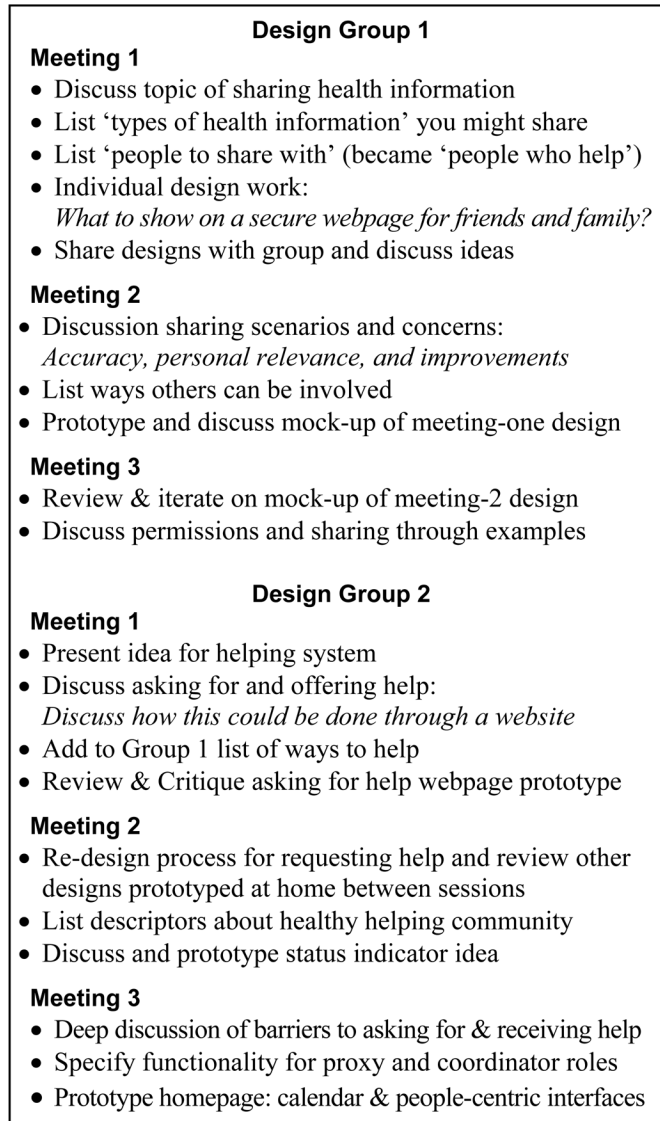 Design Group 1
Meeting 1
• Discuss topic of sharing health information
• List ‘types of health information’ you might share
• List ‘people to share with’ (became ‘people who help’)
• Individual design work:
What to show on a secure webpage for friends and family?
• Share designs with group and discuss ideas
Meeting 2
• Discussion sharing scenarios and concerns:
Accuracy, personal relevance, and improvements
• List ways others can be involved
• Prototype and discuss mock-up of meeting-one design
Meeting 3
• Review & iterate on mock-up of meeting-2 design
• Discuss permissions and sharing through examples
Design Group 2
Meeting 1
• Present idea for helping system
• Discuss asking for and offering help:
Discuss how this could be done through a website
• Add to Group 1 list of ways to help
• Review & Critique asking for help webpage prototype
Meeting 2
• Re-design process for requesting help and review other
designs prototyped at home between sessions
• List descriptors about healthy helping community
• Discuss and prototype status indicator idea
Meeting 3
• Deep discussion of barriers to asking for & receiving help
• Specify functionality for proxy and coordinator roles
• Prototype homepage: calendar & people-centric interfaces